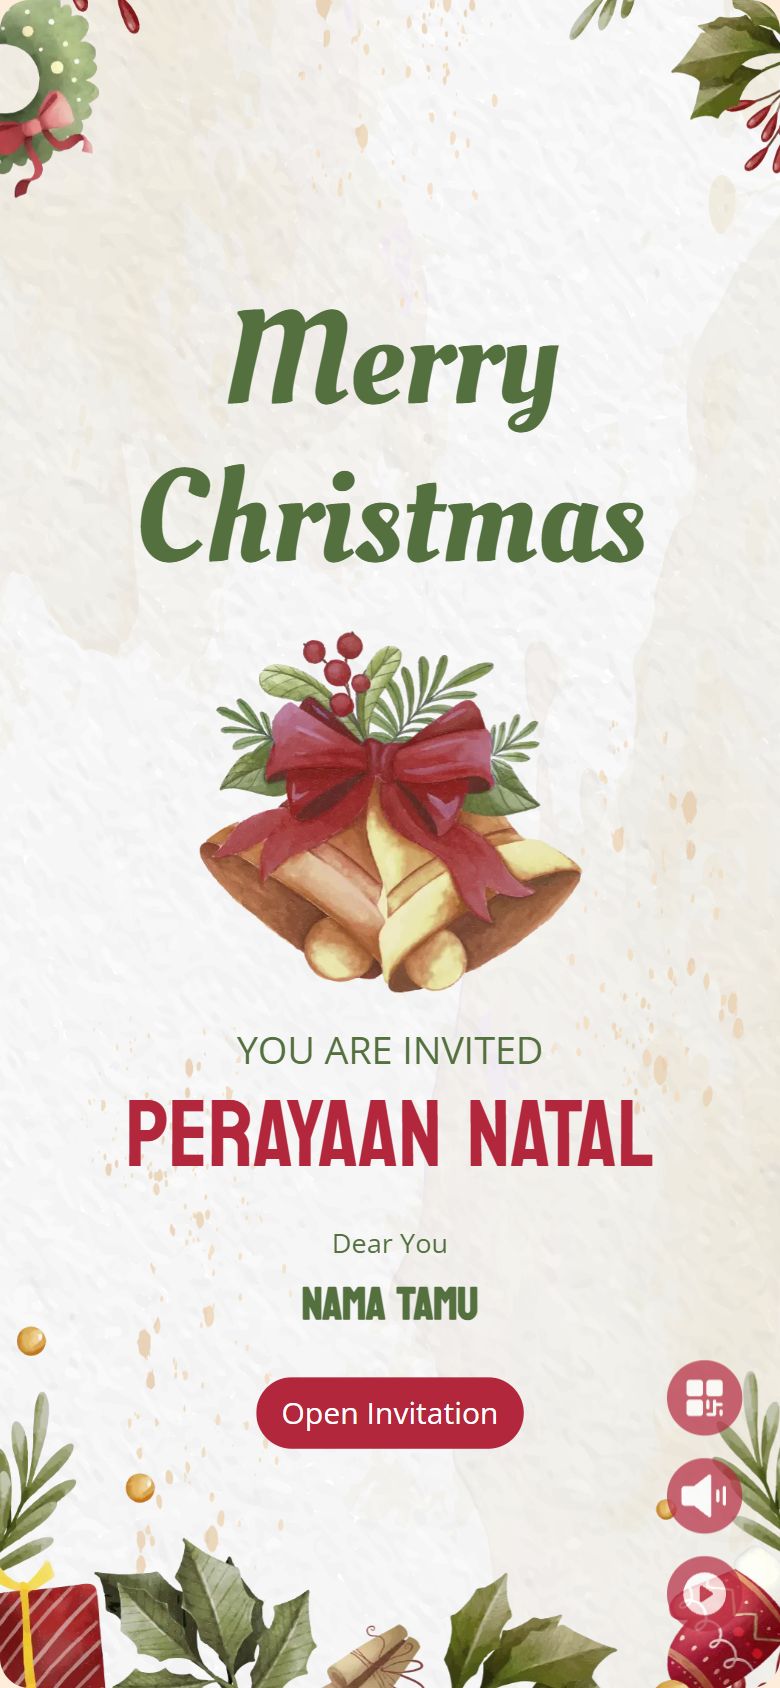 Merry
Christmas
YOU ARE INVITED
PERAYAAN NATAL
Dear You
NAMA TAMU
Open Invitation